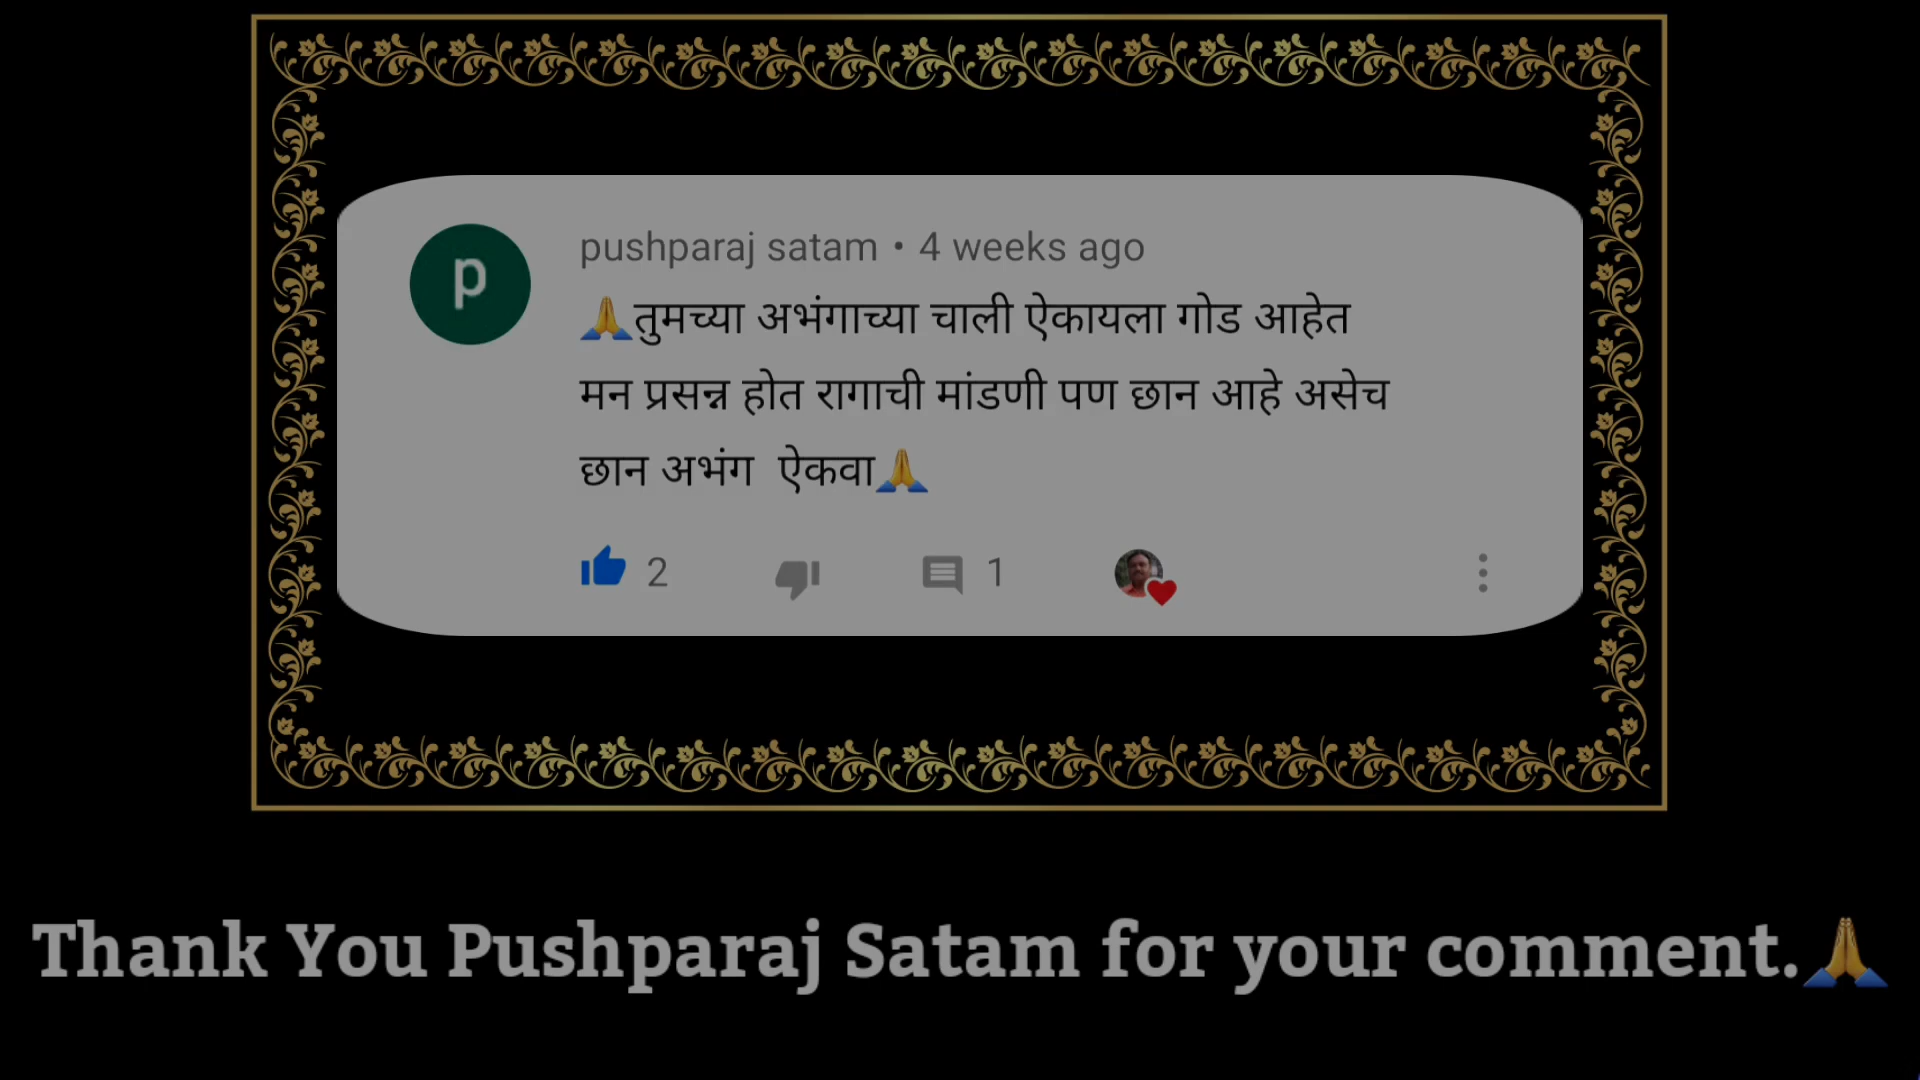 p
pushparaj satam • 4 weeks ago
🙏तुमच्या अभंगाच्या चाली ऐकायला गोड आहेत
मन प्रसन्न होत रागाची मांडणी पण छान आहे असेच
छान अभंग  ऐकवा🙏
2 1
Thank You Pushparaj Satam for your comment.🙏